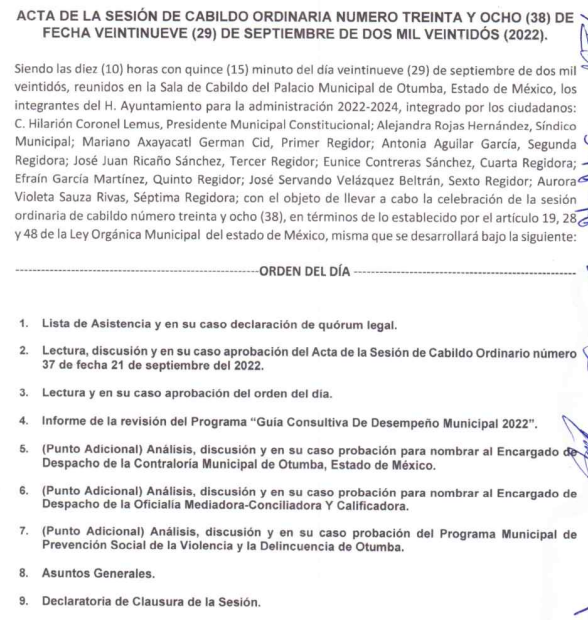 ACTA DE LA SESIÓN DE CABILDO ORDINARIA NUMERO TREINTA Y OCHO (38) DE
FECHA VEINTINUEVE (29) DE SEPTIEMBRE DE DOS MIL VEINTIDÓS (2022).
Siendo las diez (10) horas con quince (15) minuto del día veintinueve (29) de septiembre de dos mil
veintidós, reunidos en la Sala de Cabildo del Palacio Municipal de Otumba, Estado de México, los
integrantes del H. Ayuntamiento para la administración 2022-2024, integrado por los ciudadanos:
C. Hilarión Coronel Lemus, Presidente Municipal Constitucional; Alejandra Rojas Hernández, Síndico
Municipal; Mariano Axayacatl German Cid, Primer Regidor; Antonia Aguilar García, Segunda
Regidora; José Juan Ricaño Sánchez, Tercer Regidor; Eunice Contreras Sánchez, Cuarta Regidora;
Efraín García Martínez, Quinto Regidor; José Servando Velázquez Beltrán, Sexto Regidor; Aurora
Violeta Sauza Rivas, Séptima Regidora; con el objeto de llevar a cabo la celebración de la sesión
ordinaria de cabildo número treinta y ocho (38), en términos de lo establecido por el artículo 19, 28
y 48 de la Ley Orgánica Municipal del estado de México, misma que se desarrollará bajo la siguiente:
--------------------------------------------ORDEN DEL DÍA ----------------------------------------
1. Lista de Asistencia y en su caso declaración de quórum legal.
2. Lectura, discusión y en su caso aprobación del Acta de la Sesión de Cabildo Ordinario número
37 de fecha 21 de septiembre del 2022.
3. Lectura y en su caso aprobación del orden del día.
4. Informe de la revisión del Programa “Guía Consultiva De Desempeño Municipal 2022”.
5. (Punto Adicional) Análisis, discusión y en su caso probación para nombrar al Encargado de
Despacho de la Contraloría Municipal de Otumba, Estado de México.
6. (Punto Adicional) Análisis, discusión y en su caso probación para nombrar al Encargado de
Despacho de la Oficialía Mediadora-Conciliadora Y Calificadora.
7. (Punto Adicional) Análisis, discusión y en su caso probación del Programa Municipal de
Prevención Social de la Violencia y la Delincuencia de Otumba.
8. Asuntos Generales.
9. Declaratoria de Clausura de la Sesión.